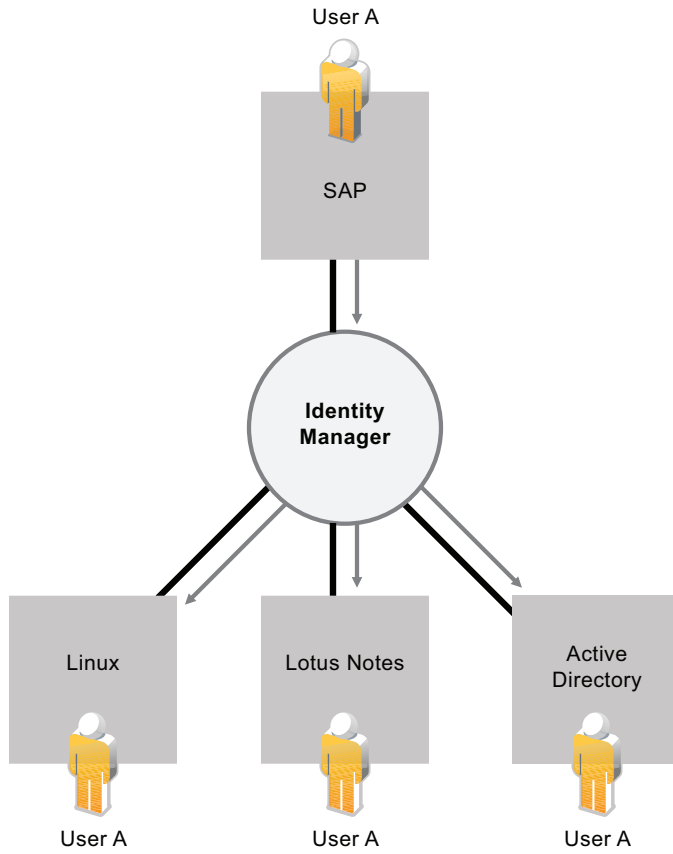 User A
SAP
Identity
Manager
Linux
Lotus Notes
Active
Directory
User A
User A
User A